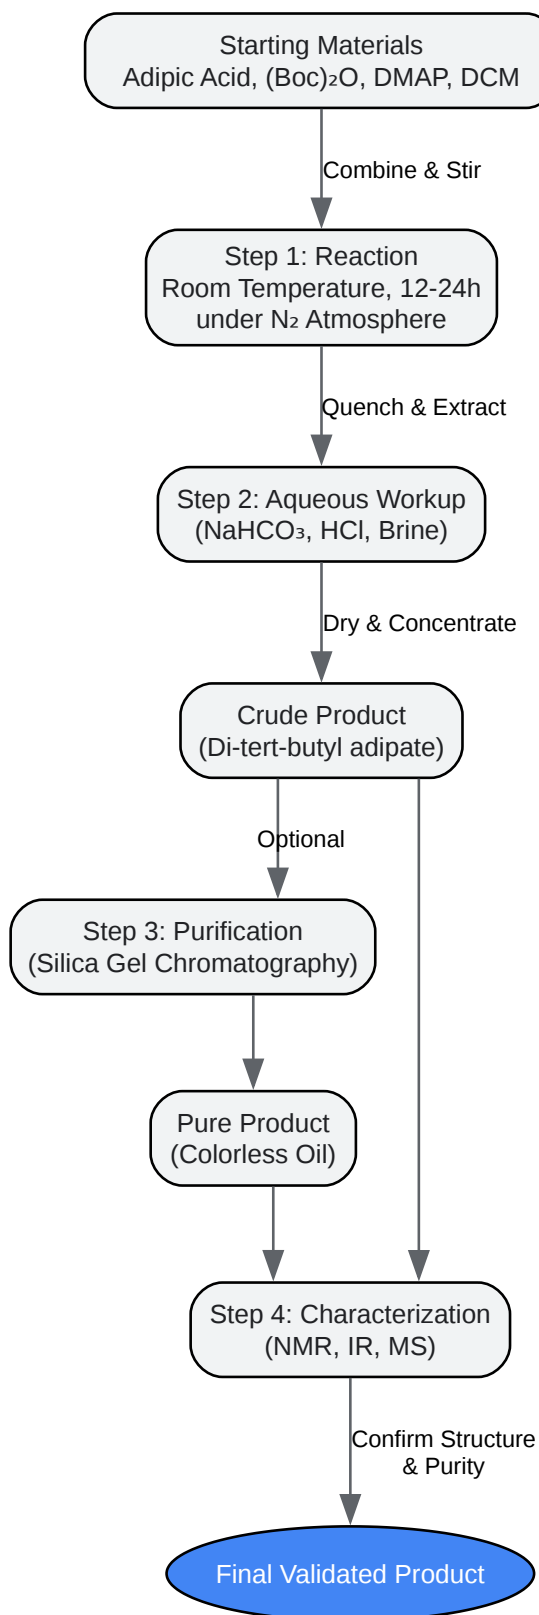 Starting Materials
Adipic Acid, (Boc)₂O, DMAP, DCM
Combine & Stir
Step 1: Reaction
Room Temperature, 12-24h
under N₂ Atmosphere
Quench & Extract
Step 2: Aqueous Workup
(NaHCO₃, HCl, Brine)
Dry & Concentrate
Crude Product
(Di-tert-butyl adipate)
Optional
Step 3: Purification
(Silica Gel Chromatography)
Pure Product
(Colorless Oil)
Step 4: Characterization
(NMR, IR, MS)
Confirm Structure
& Purity
Final Validated Product